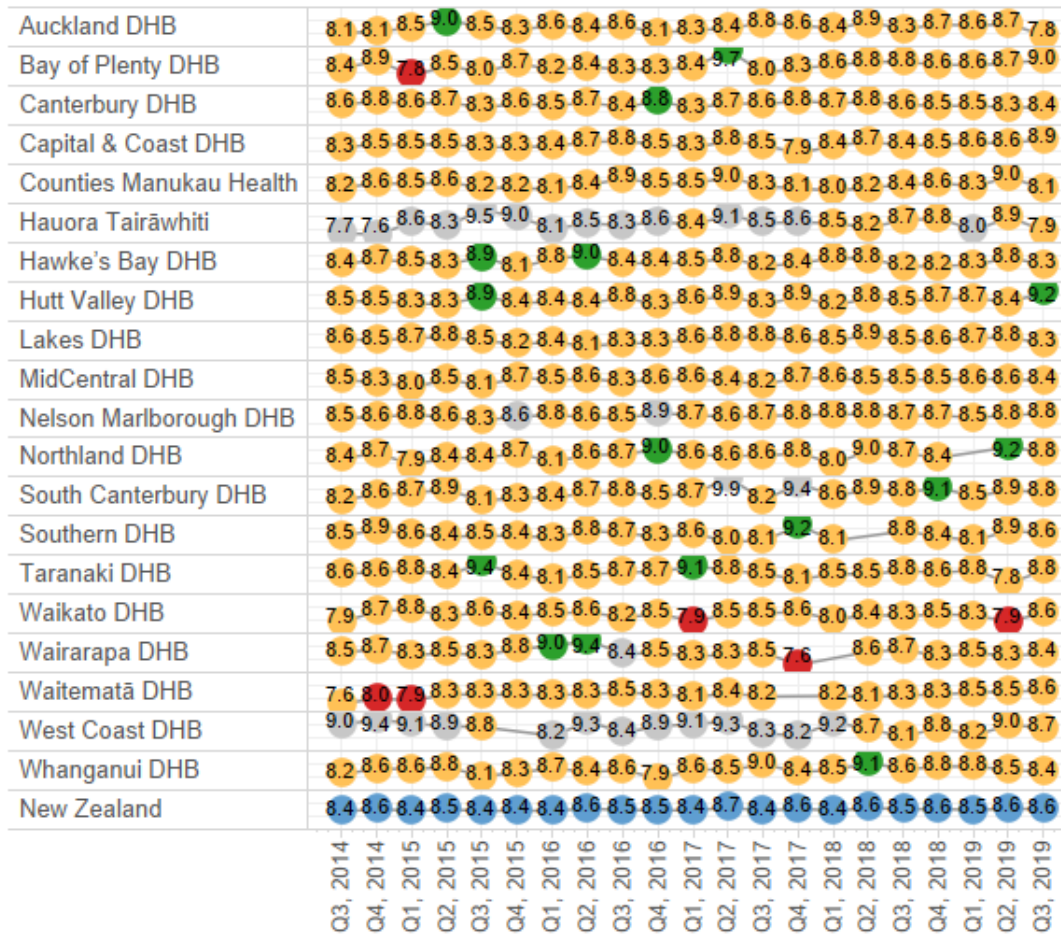 Auckland DHB 8.1 8.1 8.5 9.0 8.5 8.3 8.6 8.4 8.6 8.1 8.3 8.4 8.8 8.6 8.4 8.9 8.3 8.7 8.6 8.7 7.8
Bay of Plenty DHB 8.4 8.9 7.8 8.5 8.0 8.7 8.2 8.4 8.3 8.3 8.4 9.7 8.0 8.3 8.6 8.8 8.8 8.6 8.6 8.7 9.0
Canterbury DHB 8.6 8.8 8.6 8.7 8.3 8.6 8.5 8.7 8.4 8.8 8.3 8.7 8.6 8.8 8.7 8.8 8.6 8.5 8.5 8.3 8.4
Capital & Coast DHB 8.3 8.5 8.5 8.5 8.3 8.3 8.4 8.7 8.8 8.5 8.3 8.8 8.5 7.9 8.4 8.7 8.4 8.5 8.6 8.6 8.9
Counties Manukau Health 8.2 8.6 8.5 8.6 8.2 8.2 8.1 8.4 8.9 8.5 8.5 9.0 8.3 8.1 8.0 8.2 8.4 8.6 8.3 9.0 8.1
Hauora Tairāwhiti 7.7 7.6 8.6 8.3 9.5 9.0 8.1 8.5 8.3 8.6 8.4 9.1 8.5 8.6 8.5 8.2 8.7 8.8 8.0 8.9 7.9
Hawke's Bay DHB 8.4 8.7 8.5 8.3 8.9 8.1 8.8 9.0 8.4 8.4 8.5 8.8 8.2 8.4 8.8 8.8 8.2 8.2 8.3 8.8 8.3
Hutt Valley DHB 8.5 8.5 8.3 8.3 8.9 8.4 8.4 8.4 8.8 8.3 8.6 8.9 8.3 8.9 8.2 8.8 8.5 8.7 8.7 8.4 9.2
Lakes DHB 8.6 8.5 8.7 8.8 8.5 8.2 8.4 8.1 8.3 8.3 8.6 8.8 8.8 8.6 8.5 8.9 8.5 8.6 8.7 8.8 8.3
MidCentral DHB 8.5 8.3 8.0 8.5 8.1 8.7 8.5 8.6 8.3 8.6 8.6 8.4 8.2 8.7 8.6 8.5 8.5 8.5 8.6 8.6 8.4
Nelson Marlborough DHB 8.5 8.6 8.8 8.6 8.3 8.6 8.8 8.6 8.5 8.9 8.7 8.6 8.7 8.8 8.8 8.8 8.7 8.7 8.5 8.8 8.8
Northland DHB 8.4 8.7 7.9 8.4 8.4 8.7 8.1 8.6 8.7 9.0 8.6 8.6 8.6 8.8 8.0 9.0 8.7 8.4 9.2 8.8
South Canterbury DHB 8.2 8.6 8.7 8.9 8.1 8.3 8.4 8.7 8.8 8.5 8.7 9.9 8.2 9.4 8.6 8.9 8.8 9.1 8.5 8.9 8.8
Southern DHB 8.5 8.9 8.6 8.4 8.5 8.4 8.3 8.8 8.7 8.3 8.6 8.0 8.1 9.2 8.1 8.8 8.4 8.1 8.9 8.6
Taranaki DHB 8.6 8.6 8.8 8.4 9.4 8.4 8.1 8.5 8.7 8.7 9.1 8.8 8.5 8.1 8.5 8.5 8.8 8.6 8.8 7.8 8.8
Waikato DHB 7.9 8.7 8.8 8.3 8.6 8.4 8.5 8.6 8.2 8.5 7.9 8.5 8.5 8.6 8.0 8.4 8.3 8.5 8.3 7.9 8.6
Wairarapa DHB 8.5 8.7 8.3 8.5 8.3 8.8 9.0 9.4 8.4 8.5 8.3 8.3 8.5 7.6 8.6 8.7 8.3 8.5 8.3 8.4
Waitematā DHB 7.6 8.0 7.9 8.3 8.3 8.3 8.3 8.3 8.5 8.3 8.1 8.4 8.2 8.2 8.1 8.3 8.3 8.5 8.5 8.6
West Coast DHB 9.0 9.4 9.1 8.9 8.8 8.2 9.3 8.4 8.9 9.1 9.3 8.3 8.2 9.2 8.7 8.1 8.8 8.2 9.0 8.7
Whanganui DHB 8.2 8.6 8.6 8.8 8.1 8.3 8.7 8.4 8.6 7.9 8.6 8.5 9.0 8.4 8.5 9.1 8.6 8.8 8.8 8.5 8.4
New Zealand 8.4 8.6 8.4 8.5 8.4 8.4 8.4 8.6 8.5 8.5 8.4 8.7 8.4 8.6 8.4 8.6 8.5 8.6 8.5 8.6 8.6
Q3, 2014
Q4, 2014
Q1, 2015
Q2, 2015
Q3, 2015
Q4, 2015
Q1, 2016
Q2, 2016
Q3, 2016
Q4, 2016
Q1, 2017
Q2, 2017
Q3, 2017
Q4, 2017
Q1, 2018
Q2, 2018
Q3, 2018
Q4, 2018
Q1, 2019
Q2, 2019
Q3, 2019